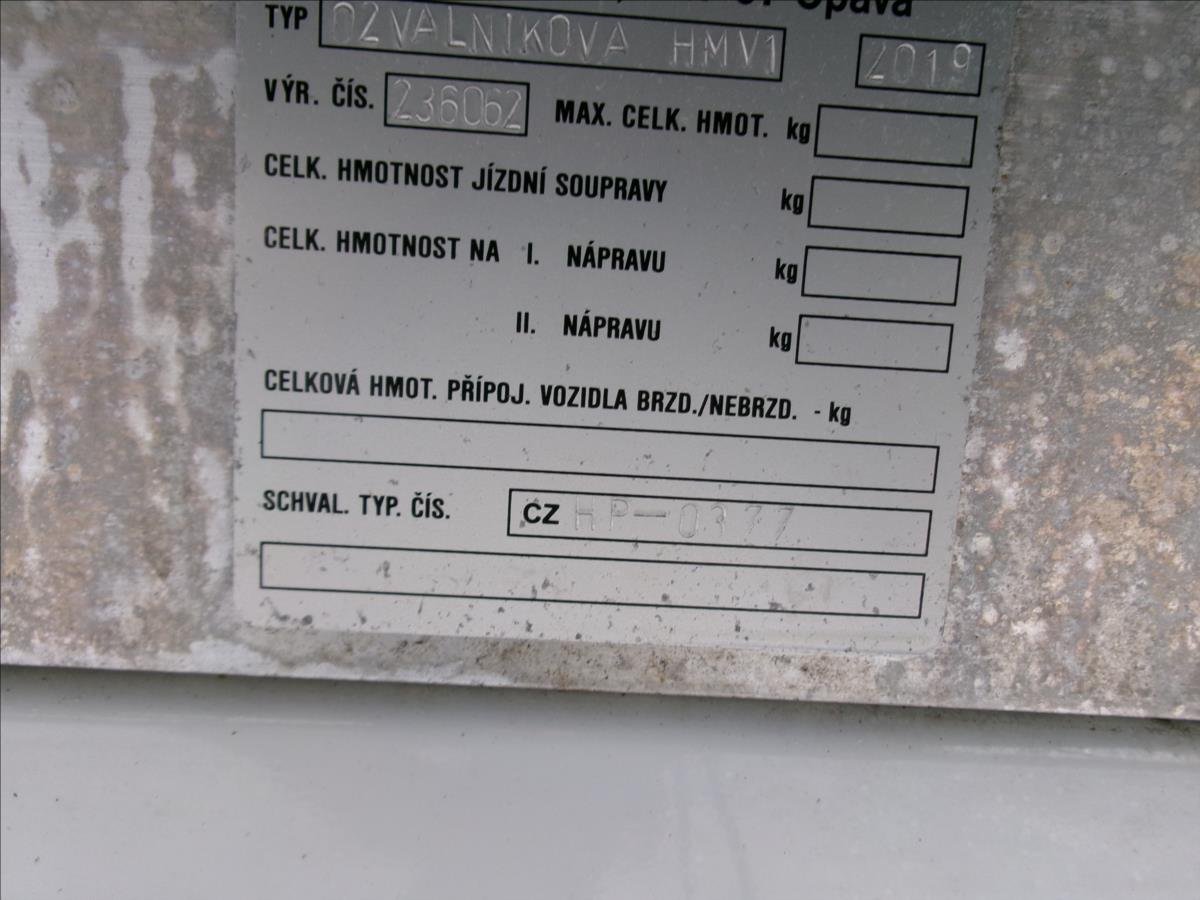 Opava
TYP 02VALNIKOVA HMV1 2019
VÝR. ČÍS. 236062 MAX. CELK. HMOT. kg
CELK. HMOTNOST JÍZDNÍ SOUPRAVY kg
CELK. HMOTNOST NA I. NÁPRAVU kg
II. NÁPRAVU kg
CELKOVÁ HMOT. PŘÍPOJ. VOZIDLA BRZD./NEBRZD. - kg
SCHVAL. TYP. ČÍS. CZ HP-0377